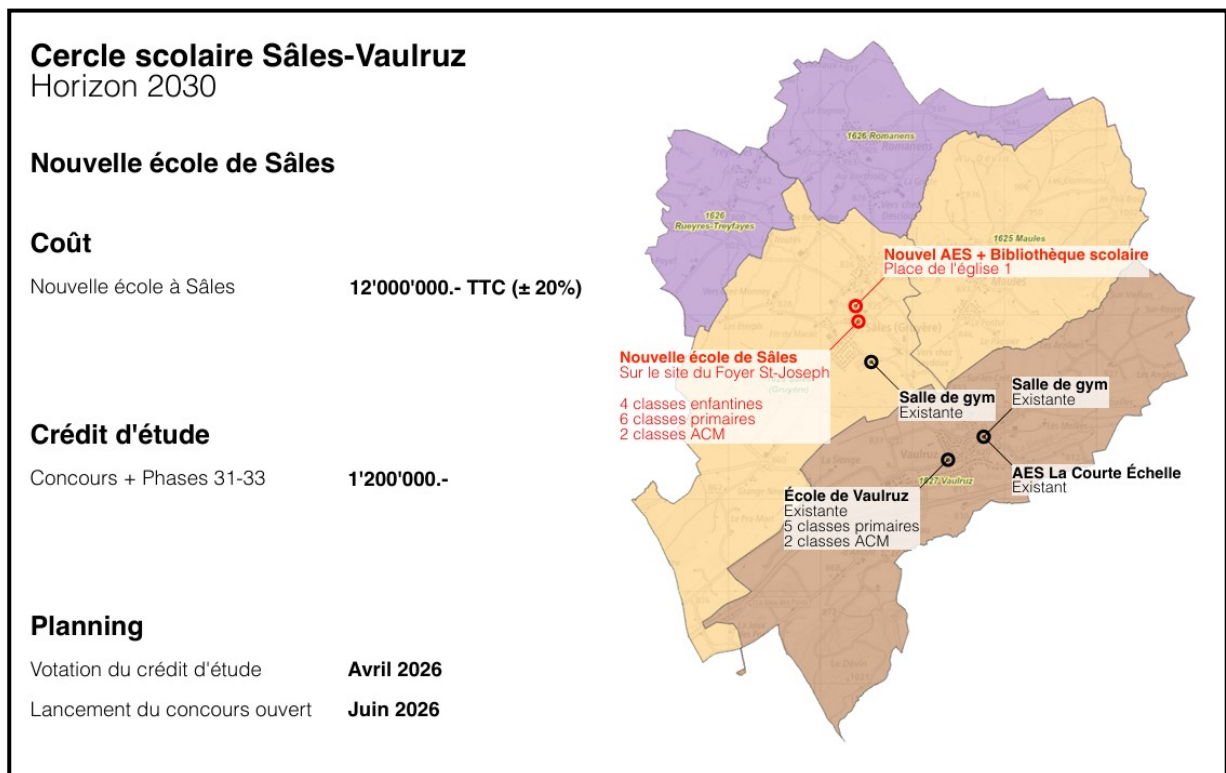 Cercle scolaire Sâles-Vaulruz
Horizon 2030
Nouvelle école de Sâles
Coût
Nouvelle école à Sâles 12'000'000.- TTC (± 20%)
Crédit d'étude
Concours + Phases 31-33 1'200'000.-
Planning
Votation du crédit d'étude Avril 2026
Lancement du concours ouvert Juin 2026
1626 Romanens
Romanens
1626
Rueyres-Treyfayes
1625 Maules
Nouvel AES + Bibliothèque scolaire
Place de l'église 1
Maules
Sâles (Gruyère)
Nouvelle école de Sâles
Sur le site du Foyer St-Joseph
4 classes enfantines
6 classes primaires
2 classes ACM
Salle de gym
Existante
Salle de gym
Existante
Vaulruz
1627 Vaulruz
AES La Courte Échelle
Existant
École de Vaulruz
Existante
5 classes primaires
2 classes ACM